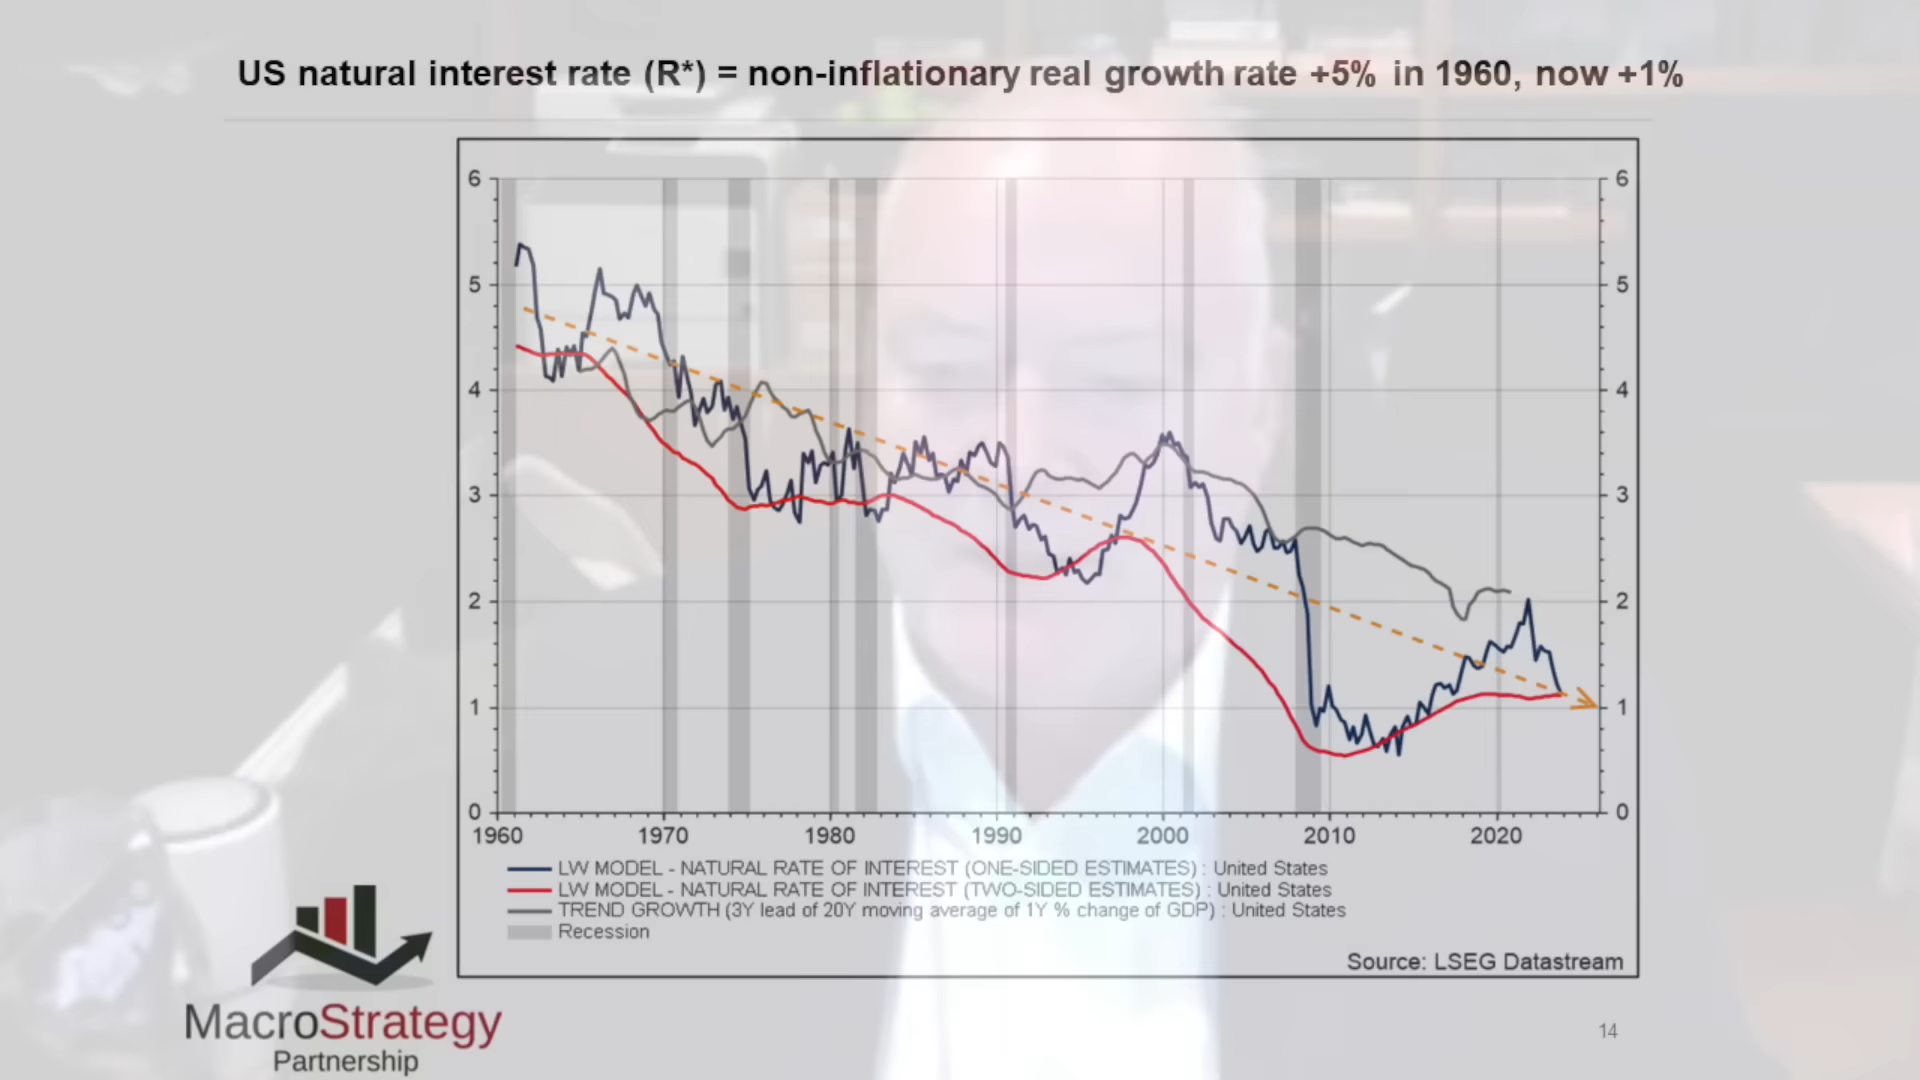 US natural interest rate (R*) = non-inflationary real growth rate +5% in 1960, now +1%
6 6
5 5
4 4
3 3
2 2
1 1
0 0
1960 1970 1980 1990 2000 2010 2020
LW MODEL - NATURAL RATE OF INTEREST (ONE-SIDED ESTIMATES) : United States
LW MODEL - NATURAL RATE OF INTEREST (TWO-SIDED ESTIMATES) : United States
TREND GROWTH (3Y lead of 20Y moving average of 1Y % change of GDP) : United States
Recession
Source: LSEG Datastream
MacroStrategy
Partnership
14